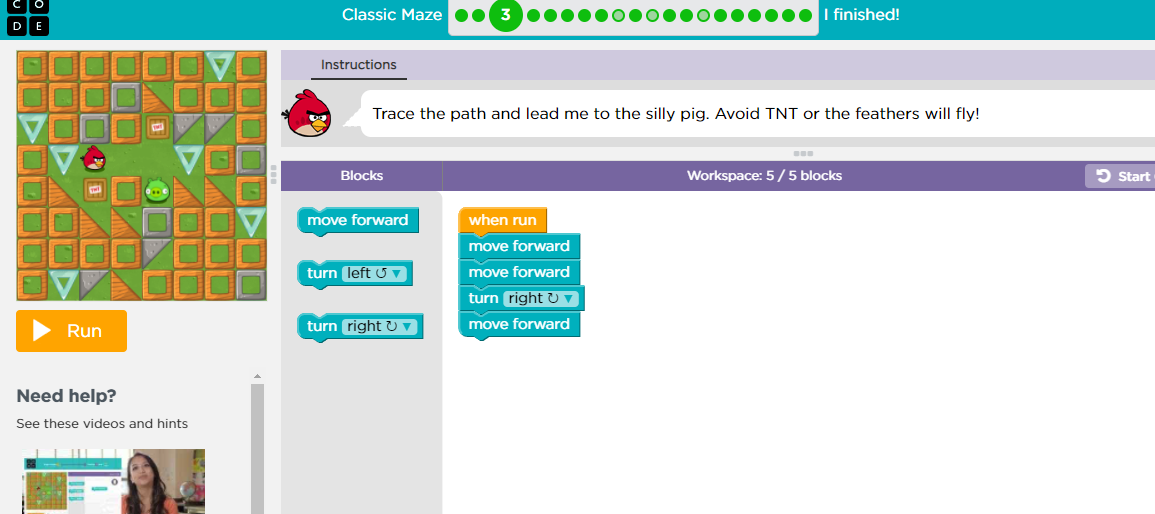 C O
D E
Classic Maze
3
I finished!
Instructions
Trace the path and lead me to the silly pig. Avoid TNT or the feathers will fly!
Blocks
Workspace: 5 / 5 blocks
Start
TNT
TNT
move forward
turn left ↺ ▼
turn right ↻ ▼
when run
move forward
move forward
turn right ↻ ▼
move forward
Run
Need help?
See these videos and hints